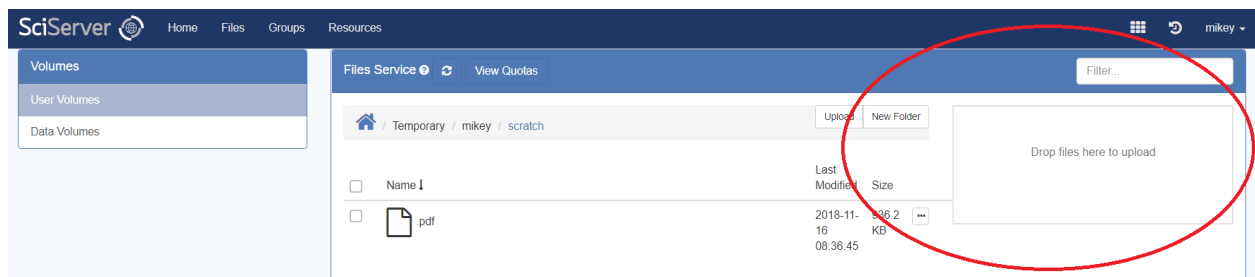 SciServer Home Files Groups Resources mikey
Volumes
User Volumes
Data Volumes
Files Service ? View Quotas Filter...
/ Temporary / mikey / scratch Upload New Folder
Drop files here to upload
Name Last
Modified Size
.pdf 2018-11-
16
08:36:45 936.2
KB